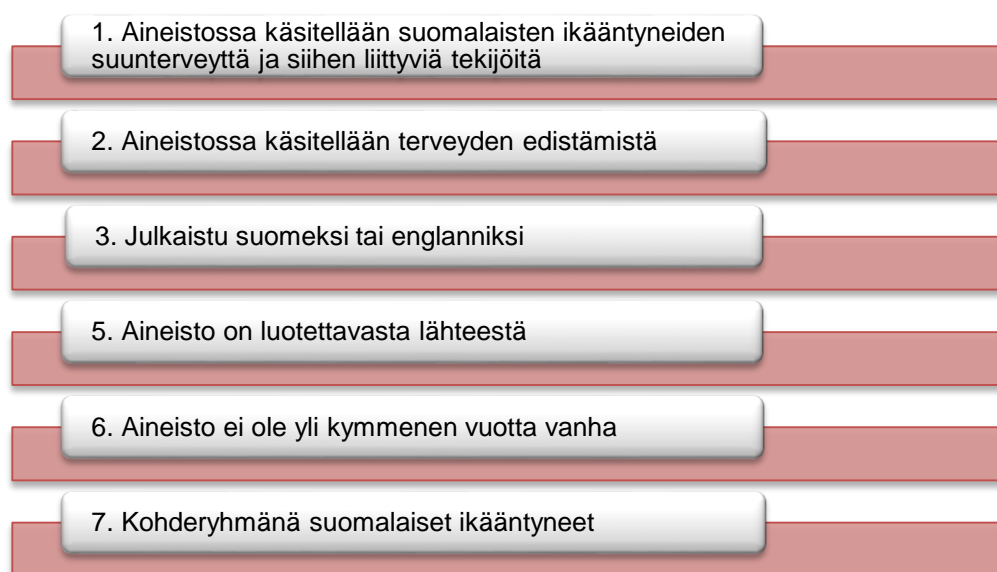 1. Aineistossa käsitellään suomalaisten ikääntyneiden
suunterveyttä ja siihen liittyviä tekijöitä
2. Aineistossa käsitellään terveyden edistämistä
3. Julkaistu suomeksi tai englanniksi
5. Aineisto on luotettavasta lähteestä
6. Aineisto ei ole yli kymmenen vuotta vanha
7. Kohderyhmänä suomalaiset ikääntyneet